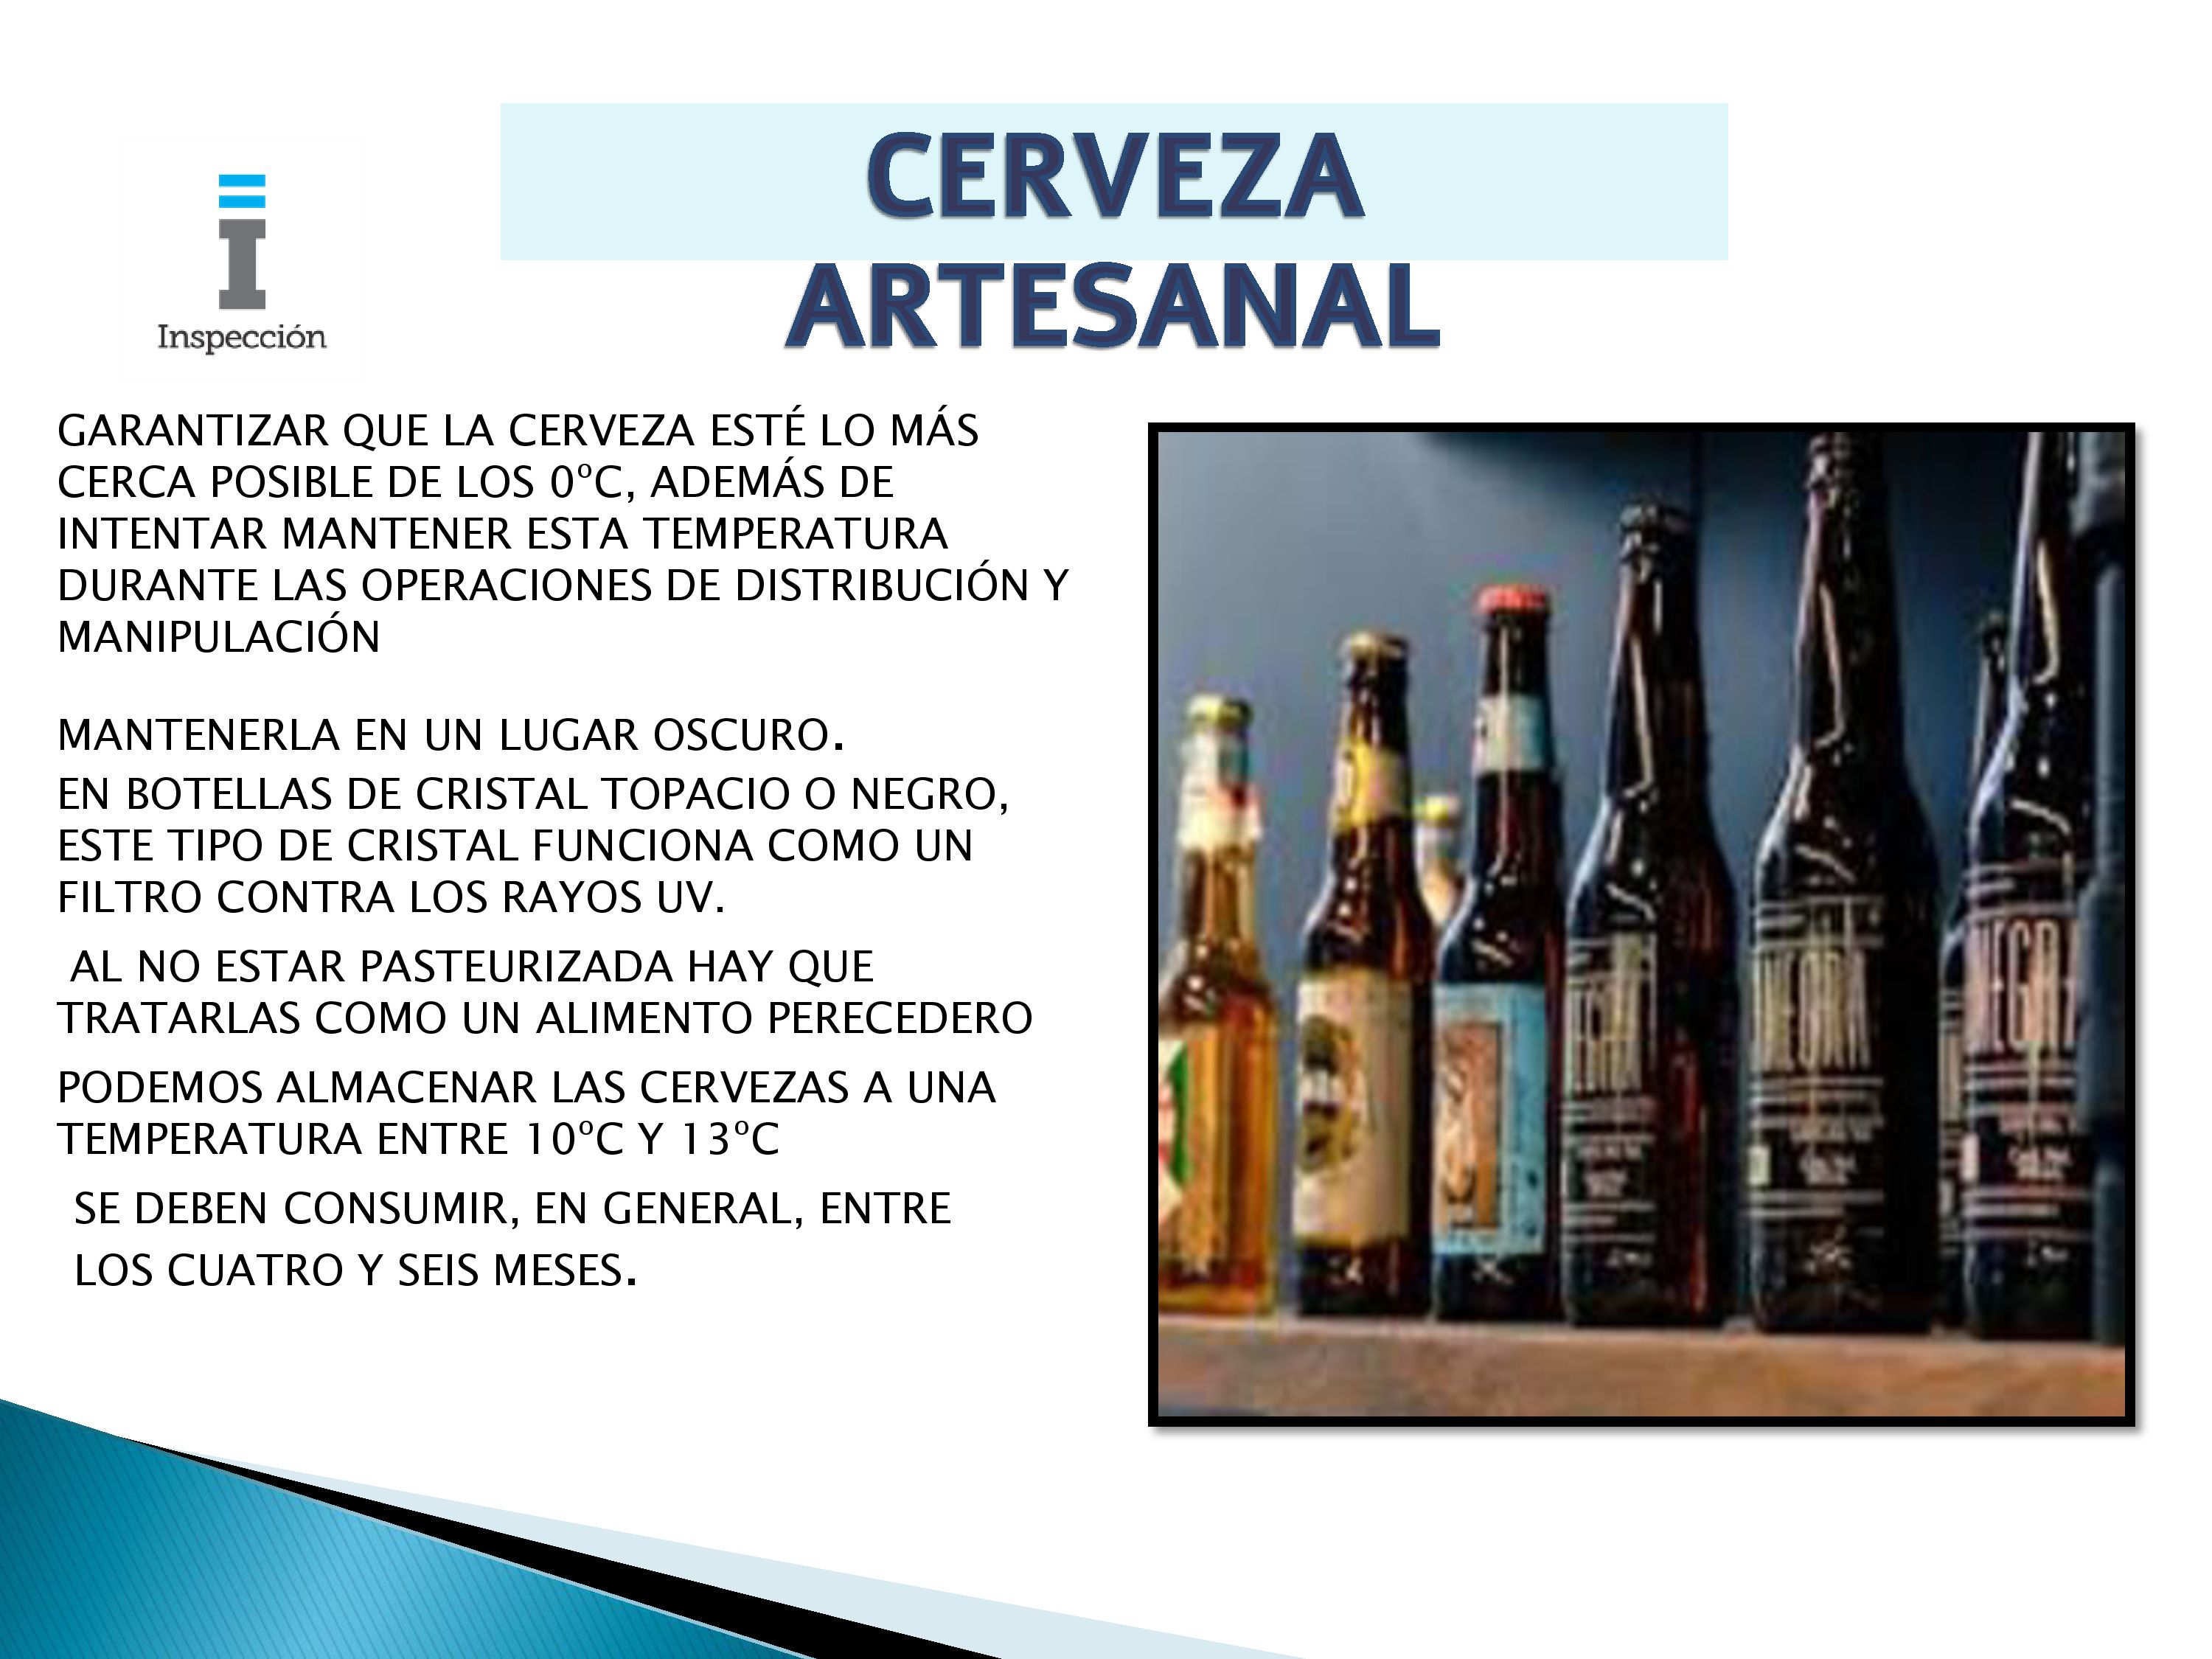 CERVEZA
ARTESANAL
Inspección
GARANTIZAR QUE LA CERVEZA ESTÉ LO MÁS
CERCA POSIBLE DE LOS 0ºC, ADEMÁS DE
INTENTAR MANTENER ESTA TEMPERATURA
DURANTE LAS OPERACIONES DE DISTRIBUCIÓN Y
MANIPULACIÓN
MANTENERLA EN UN LUGAR OSCURO.
EN BOTELLAS DE CRISTAL TOPACIO O NEGRO,
ESTE TIPO DE CRISTAL FUNCIONA COMO UN
FILTRO CONTRA LOS RAYOS UV.
AL NO ESTAR PASTEURIZADA HAY QUE
TRATARLAS COMO UN ALIMENTO PERECEDERO
PODEMOS ALMACENAR LAS CERVEZAS A UNA
TEMPERATURA ENTRE 10ºC Y 13ºC
SE DEBEN CONSUMIR, EN GENERAL, ENTRE
LOS CUATRO Y SEIS MESES.
NEGRA